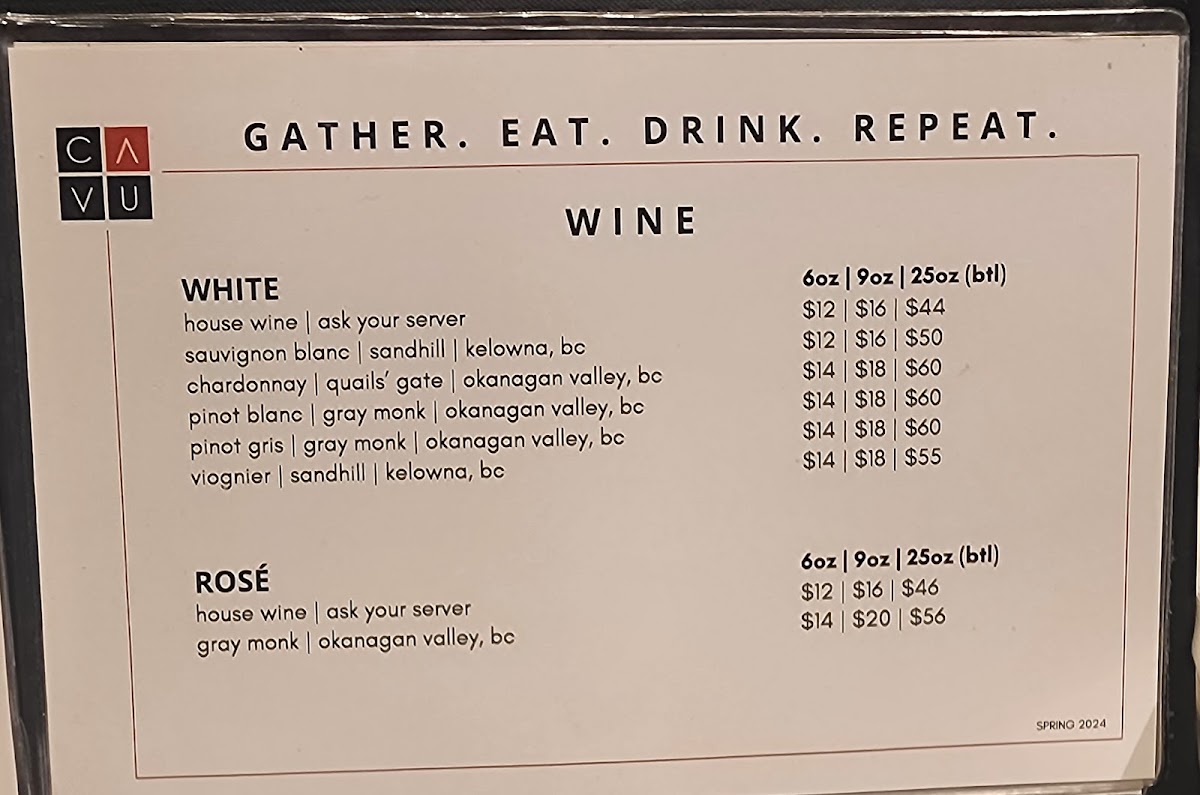 CAVU
GATHER. EAT. DRINK. REPEAT.
WINE
WHITE 6oz | 9oz | 25oz (btl)
house wine | ask your server $12 | $16 | $44
sauvignon blanc | sandhill | kelowna, bc $12 | $16 | $50
chardonnay | quails' gate | okanagan valley, bc $14 | $18 | $60
pinot blanc | gray monk | okanagan valley, bc $14 | $18 | $60
pinot gris | gray monk | okanagan valley, bc $14 | $18 | $60
viognier | sandhill | kelowna, bc $14 | $18 | $55
ROSÉ 6oz | 9oz | 25oz (btl)
house wine | ask your server $12 | $16 | $46
gray monk | okanagan valley, bc $14 | $20 | $56
SPRING 2024